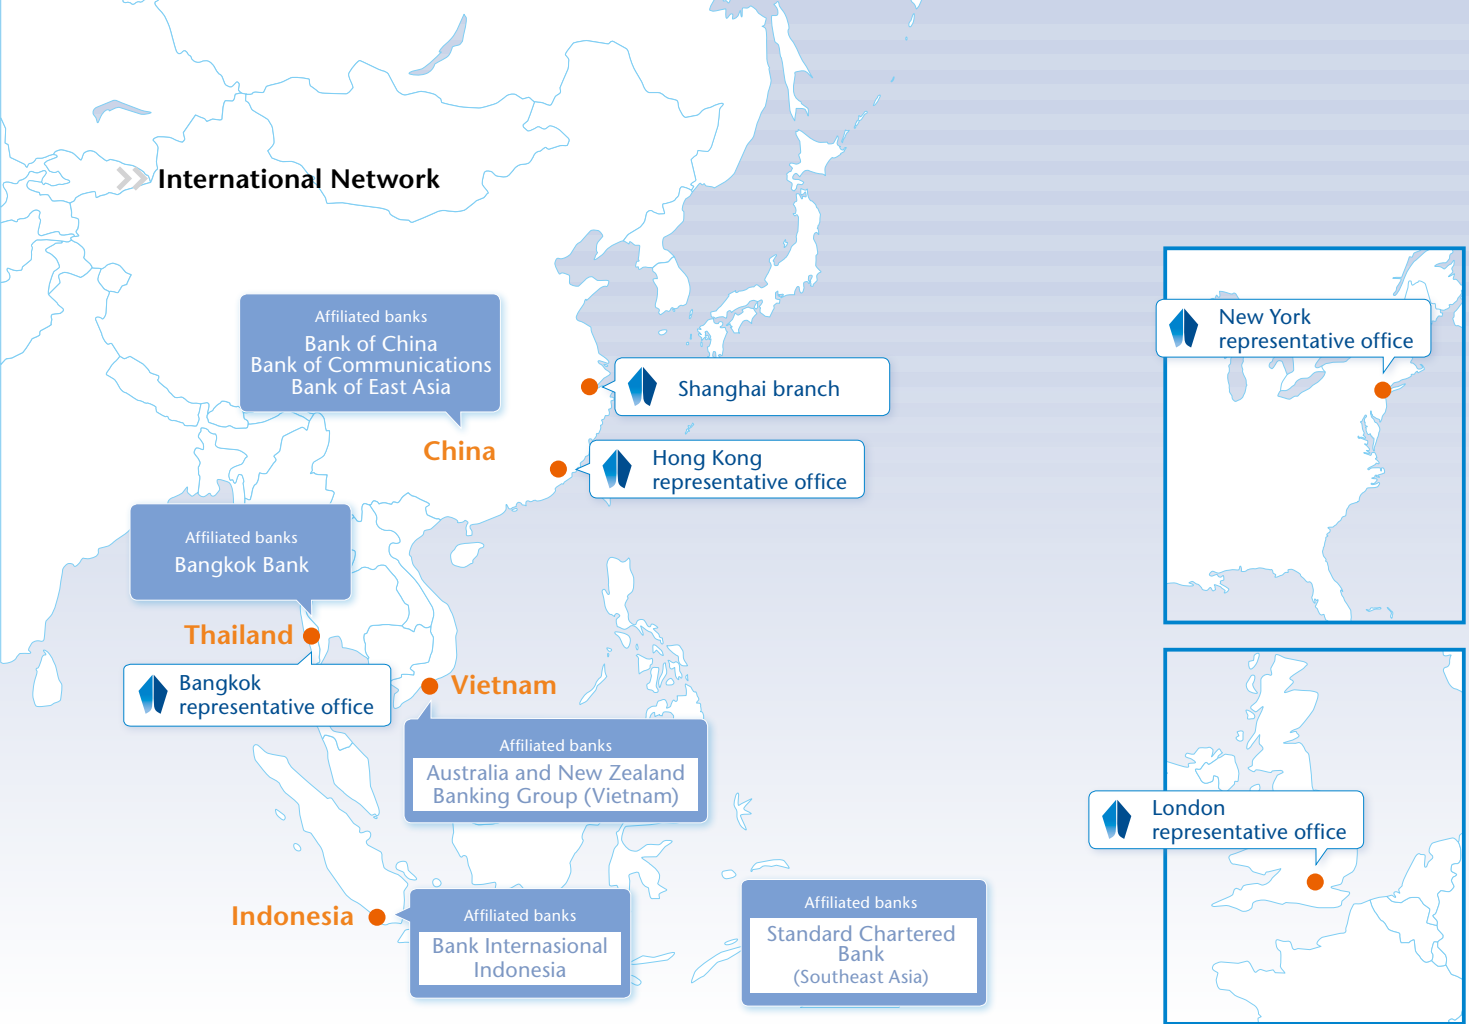 International Network
Affiliated banks
Bank of China
Bank of Communications
Bank of East Asia
China
Shanghai branch
Hong Kong
representative office
Affiliated banks
Bangkok Bank
Thailand
Bangkok
representative office
Vietnam
Affiliated banks
Australia and New Zealand
Banking Group (Vietnam)
Indonesia
Affiliated banks
Bank Internasional
Indonesia
Affiliated banks
Standard Chartered
Bank
(Southeast Asia)
New York
representative office
London
representative office